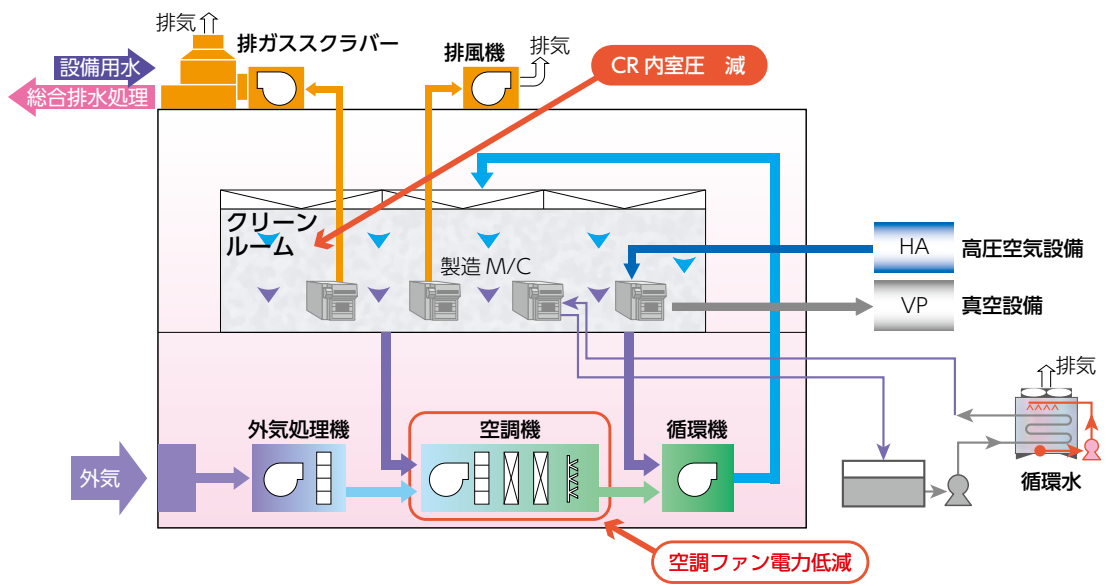 排気
排ガススクラバー
排風機
排気
CR 内室圧　減
設備用水
総合排水処理
クリーン
ルーム
製造 M/C
HA
高圧空気設備
VP
真空設備
排気
外気処理機
空調機
循環機
外気
循環水
空調ファン電力低減